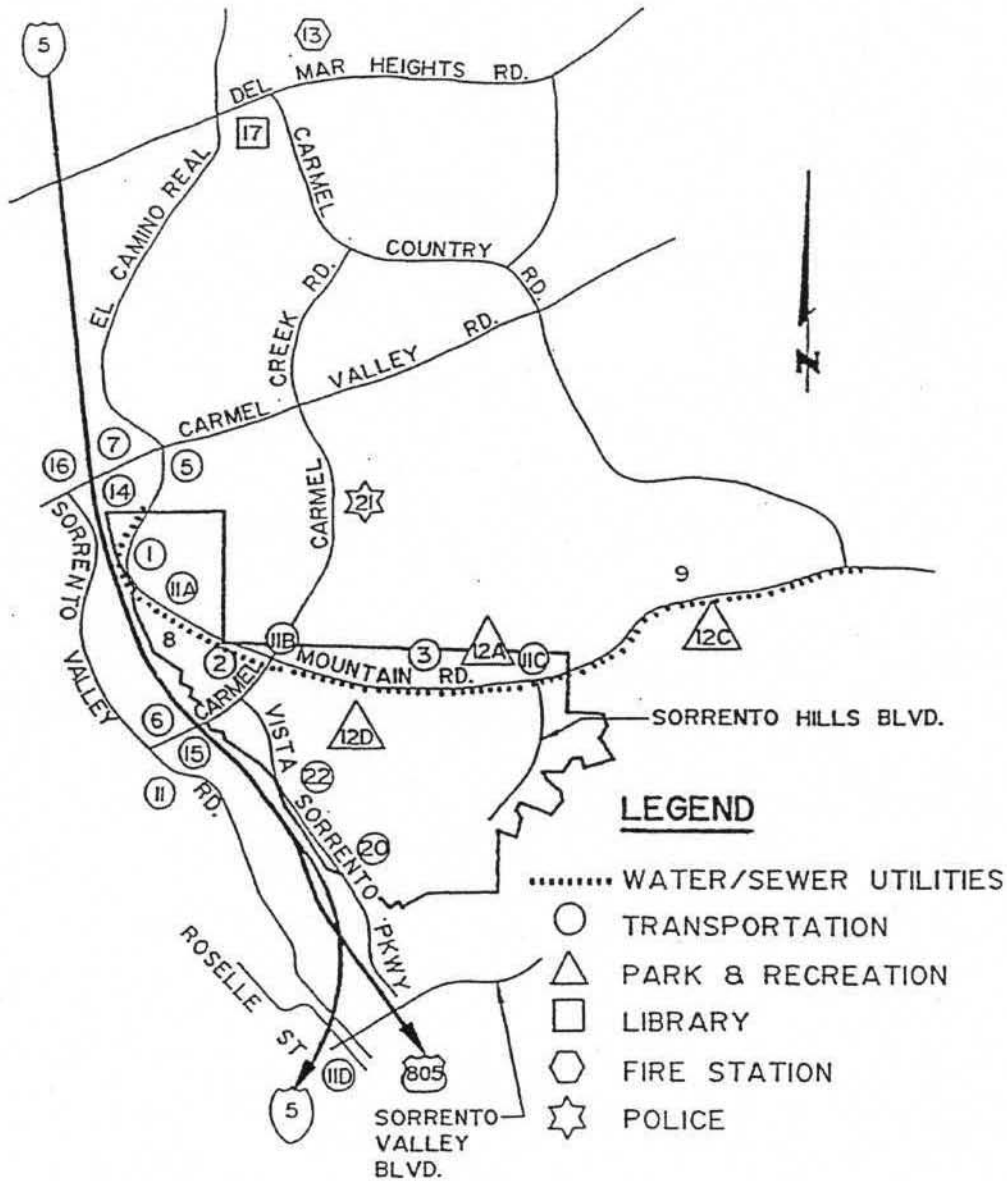 5
13
DEL MAR HEIGHTS RD.
17
CARMEL
EL CAMINO REAL
COUNTRY RD.
CREEK RD.
CARMEL VALLEY RD.
N
7
16
5
14
CARMEL
21
SORRENTO VALLEY RD.
1
11A
9
8
11B
2
MOUNTAIN RD.
3
12A
11C
12C
CARMEL
6
15
11
12D
SORRENTO HILLS BLVD.
VISTA SORRENTO PKWY
22
20
LEGEND
WATER/SEWER UTILITIES
TRANSPORTATION
PARK & RECREATION
LIBRARY
FIRE STATION
POLICE
ROSELLE ST
11D
805
5
SORRENTO
VALLEY
BLVD.